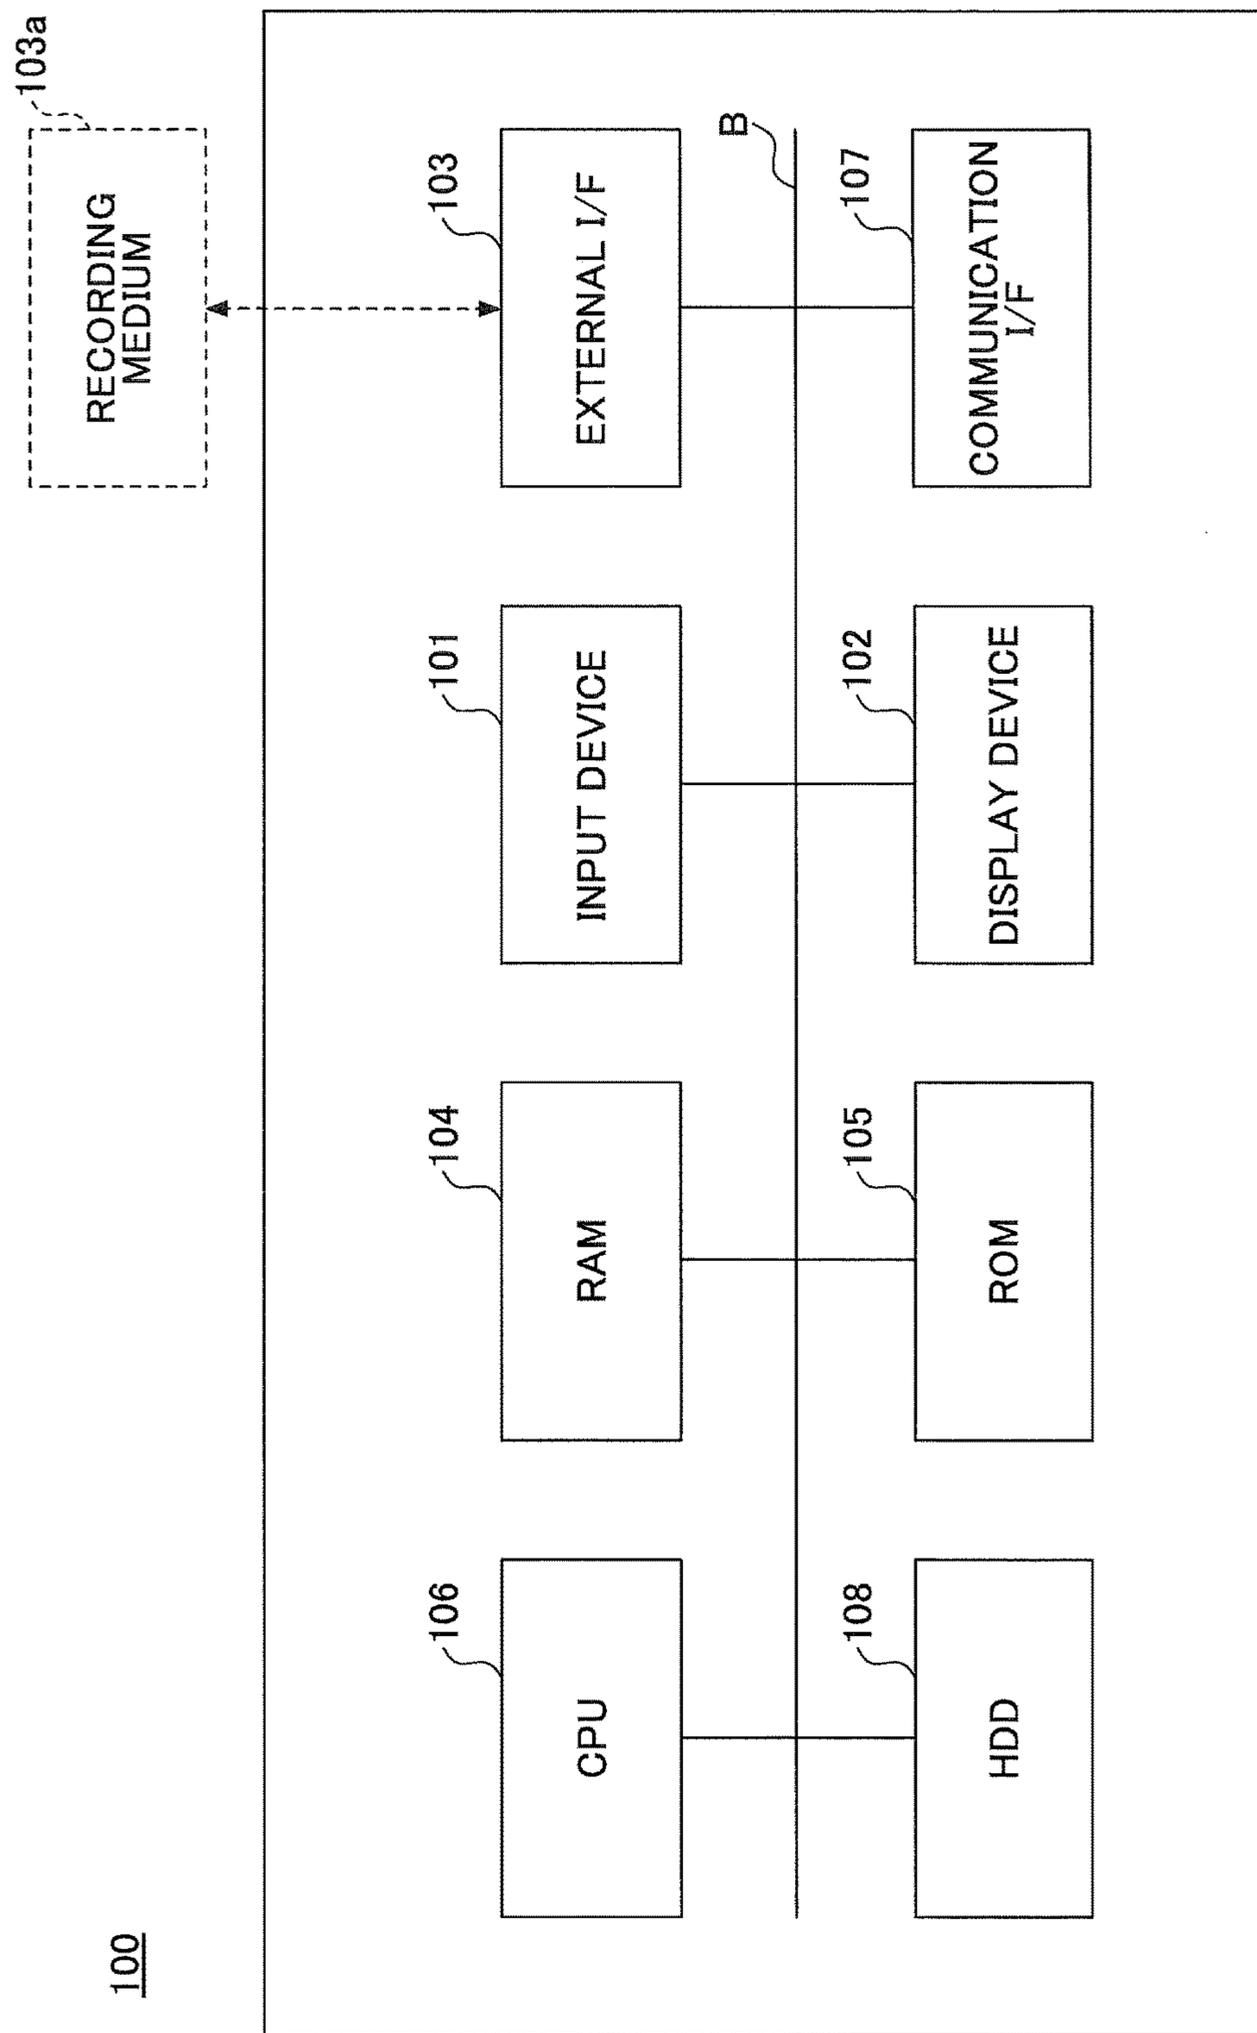 100
103a
RECORDING
MEDIUM
106
CPU
104
RAM
101
INPUT DEVICE
103
EXTERNAL I/F
B
108
HDD
105
ROM
102
DISPLAY DEVICE
107
COMMUNICATION
I/F